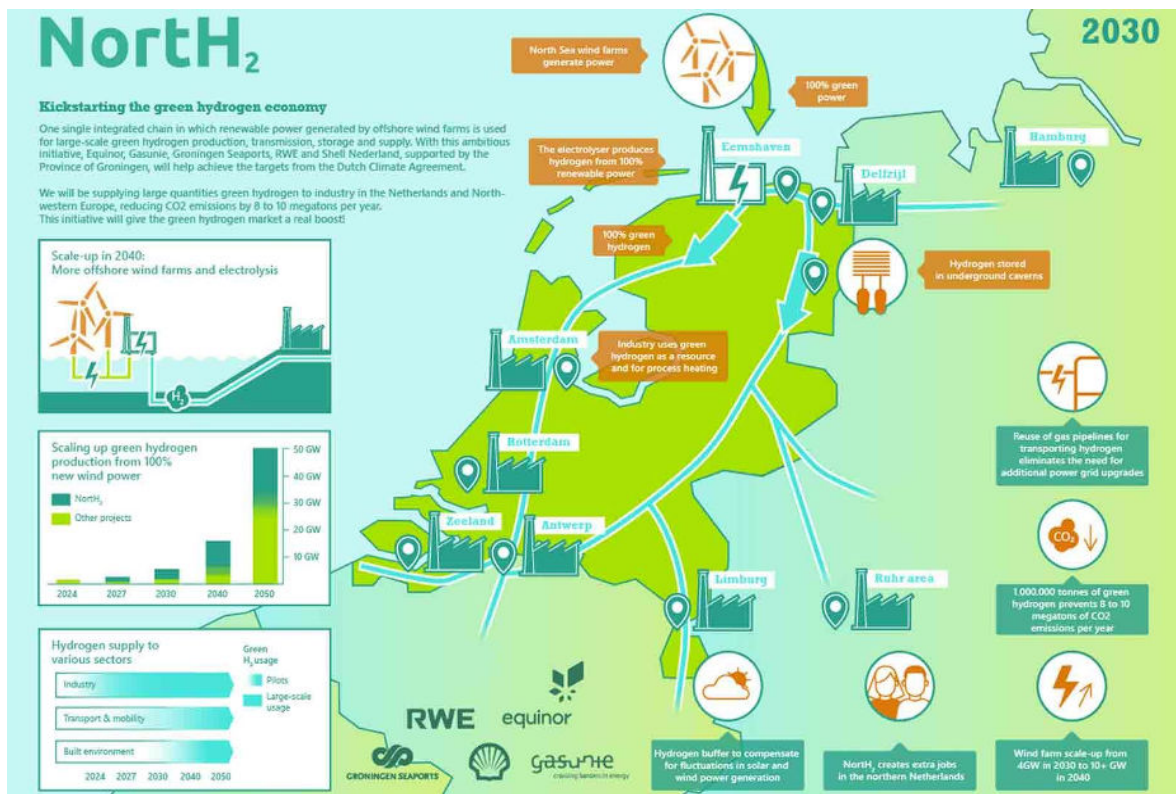 NortH₂
2030
Kickstarting the green hydrogen economy
One single integrated chain in which renewable power generated by offshore wind farms is used
for large-scale green hydrogen production, transmission, storage and supply. With this ambitious
initiative, Equinor, Gasunie, Groningen Seaports, RWE and Shell Nederland, supported by the
Province of Groningen, will help achieve the targets from the Dutch Climate Agreement.
We will be supplying large quantities green hydrogen to industry in the Netherlands and North-
western Europe, reducing CO2 emissions by 8 to 10 megatons per year.
This initiative will give the green hydrogen market a real boost!
North Sea wind farms
generate power
100% green
power
The electrolyser produces
hydrogen from 100%
renewable power
Eemshaven
Delfzijl
Hamburg
100% green
hydrogen
Hydrogen stored
in underground caverns
Amsterdam
Industry uses green
hydrogen as a resource
and for process heating
Rotterdam
Zeeland
Antwerp
Limburg
Ruhr area
Scale-up in 2040:
More offshore wind farms and electrolysis
H₂
Scaling up green hydrogen
production from 100%
new wind power
NortH₂
Other projects
50 GW
40 GW
30 GW
20 GW
10 GW
2024 2027 2030 2040 2050
Hydrogen supply to
various sectors
Green
H₂ usage
Pilots
Large-scale
usage
Industry
Transport & mobility
Built environment
2024 2027 2030 2040 2050
Reuse of gas pipelines for
transporting hydrogen
eliminates the need for
additional power grid upgrades
CO₂
1.000.000 tonnes of green
hydrogen prevents 8 to 10
megatons of CO2
emissions per year
Hydrogen buffer to compensate
for fluctuations in solar and
wind power generation
NortH₂ creates extra jobs
in the northern Netherlands
Wind farm scale-up from
4GW in 2030 to 10+ GW
in 2040
RWE
equinor
GRONINGEN SEAPORTS
gasunie
crossing borders in energy